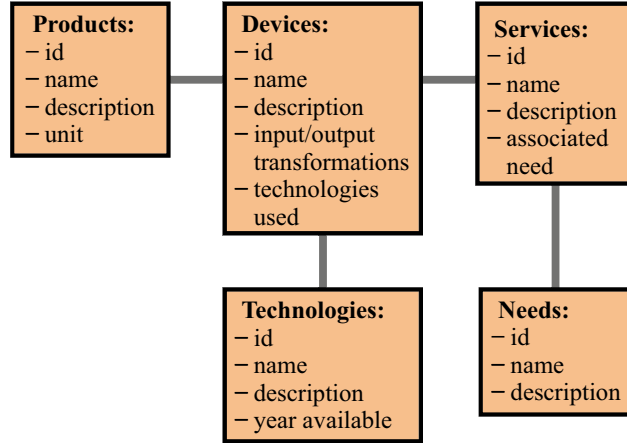 Products:
– id
– name
– description
– unit
Devices:
– id
– name
– description
– input/output
transformations
– technologies
used
Services:
– id
– name
– description
– associated
need
Technologies:
– id
– name
– description
– year available
Needs:
– id
– name
– description